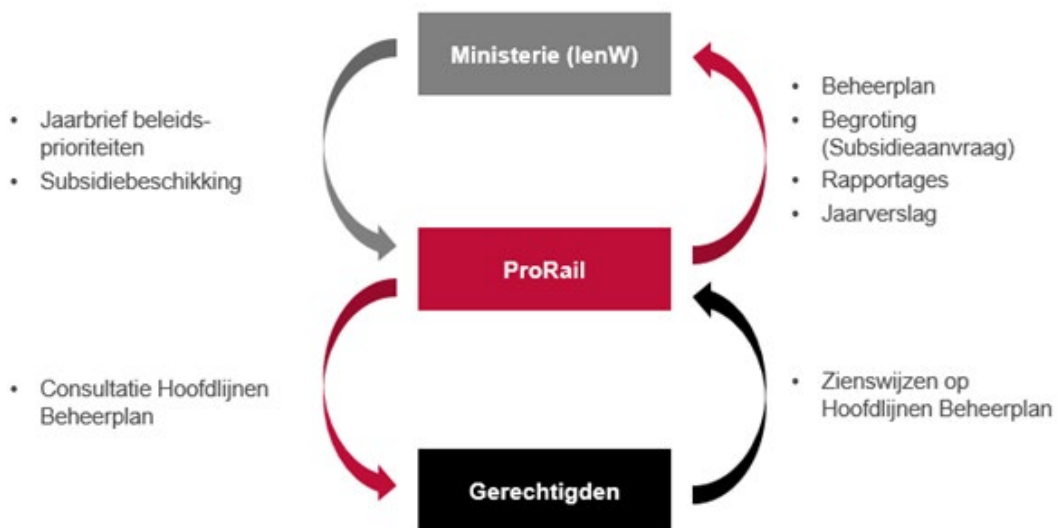 Ministerie (IenW)
• Jaarbrief beleids-
prioriteiten
• Subsidiebeschikking
• Beheerplan
• Begroting
(Subsidieaanvraag)
• Rapportages
• Jaarverslag
ProRail
• Consultatie Hoofdlijnen
Beheerplan
• Zienswijzen op
Hoofdlijnen Beheerplan
Gerechtigden